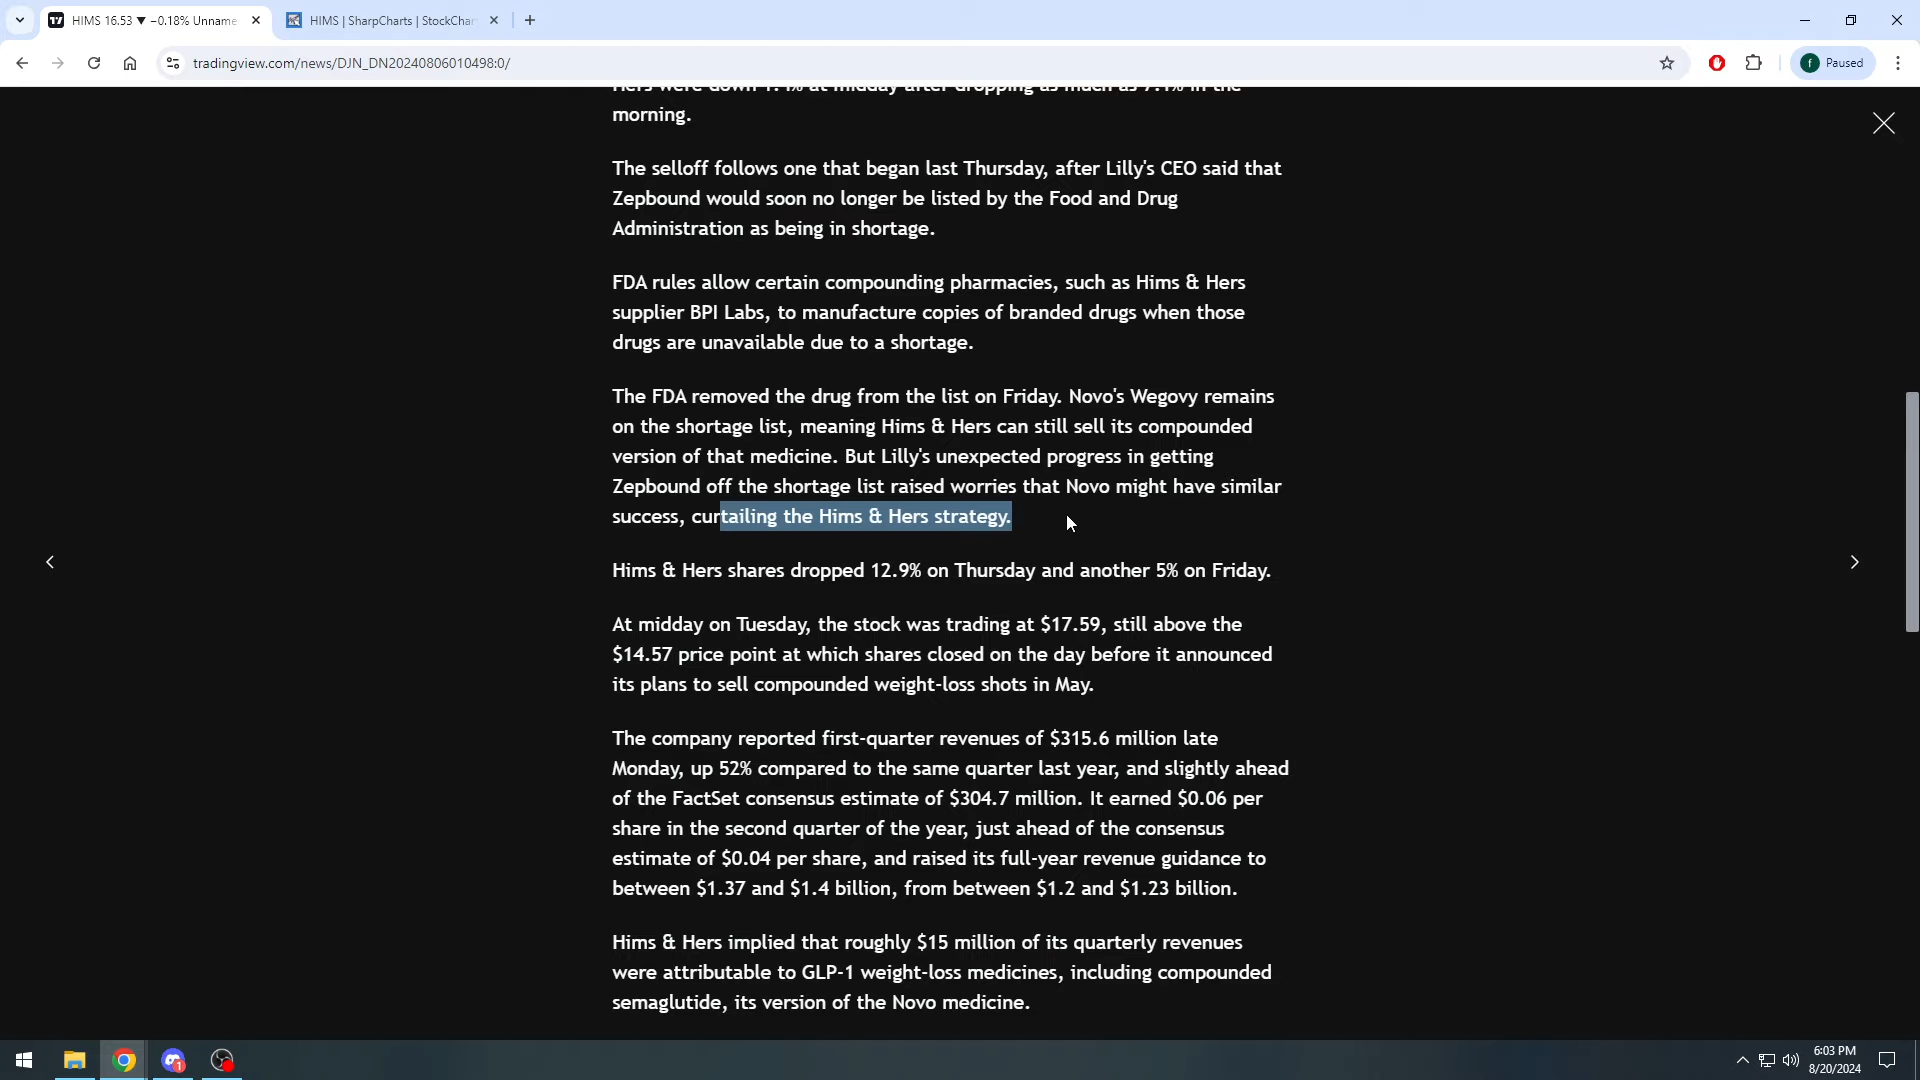 HIMS 16.53 ▼ −0.18% Unname
HIMS | SharpCharts | StockChar
tradingview.com/news/DJN_DN20240806010498:0/
f Paused
Hers were down 1.4% at midday after dropping as much as 7.1% in the
morning.
The selloff follows one that began last Thursday, after Lilly's CEO said that
Zepbound would soon no longer be listed by the Food and Drug
Administration as being in shortage.
FDA rules allow certain compounding pharmacies, such as Hims & Hers
supplier BPI Labs, to manufacture copies of branded drugs when those
drugs are unavailable due to a shortage.
The FDA removed the drug from the list on Friday. Novo's Wegovy remains
on the shortage list, meaning Hims & Hers can still sell its compounded
version of that medicine. But Lilly's unexpected progress in getting
Zepbound off the shortage list raised worries that Novo might have similar
success, curtailing the Hims & Hers strategy.
Hims & Hers shares dropped 12.9% on Thursday and another 5% on Friday.
At midday on Tuesday, the stock was trading at $17.59, still above the
$14.57 price point at which shares closed on the day before it announced
its plans to sell compounded weight-loss shots in May.
The company reported first-quarter revenues of $315.6 million late
Monday, up 52% compared to the same quarter last year, and slightly ahead
of the FactSet consensus estimate of $304.7 million. It earned $0.06 per
share in the second quarter of the year, just ahead of the consensus
estimate of $0.04 per share, and raised its full-year revenue guidance to
between $1.37 and $1.4 billion, from between $1.2 and $1.23 billion.
Hims & Hers implied that roughly $15 million of its quarterly revenues
were attributable to GLP-1 weight-loss medicines, including compounded
semaglutide, its version of the Novo medicine.
1
6:03 PM
8/20/2024